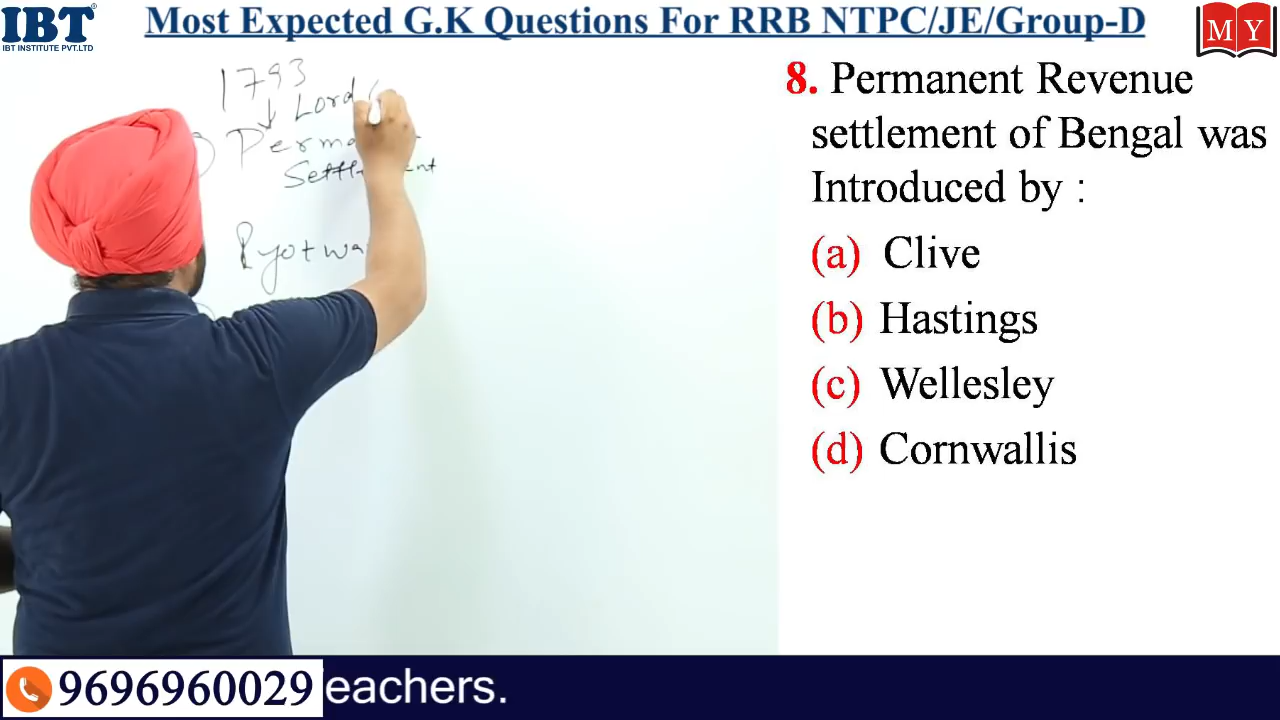 IBT®
IBT INSTITUTE PVT.LTD
Most Expected G.K Questions For RRB NTPC/JE/Group-D
MY
1793
Lord
Settlement
8. Permanent Revenue
settlement of Bengal was
Introduced by :
(a) Clive
(b) Hastings
(c) Wellesley
(d) Cornwallis
9696960029
eachers.